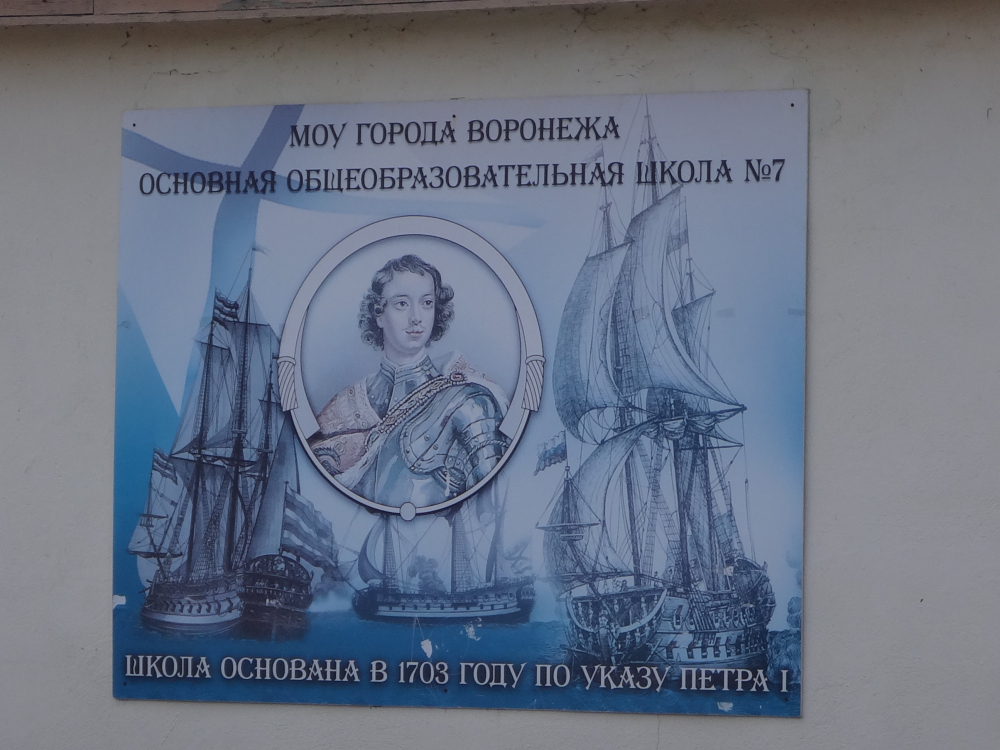 МОУ ГОРОДА ВОРОНЕЖА
ОСНОВНАЯ ОБЩЕОБРАЗОВАТЕЛЬНАЯ ШКОЛА №7
ШКОЛА ОСНОВАНА В 1703 ГОДУ ПО УКАЗУ ПЕТРА I